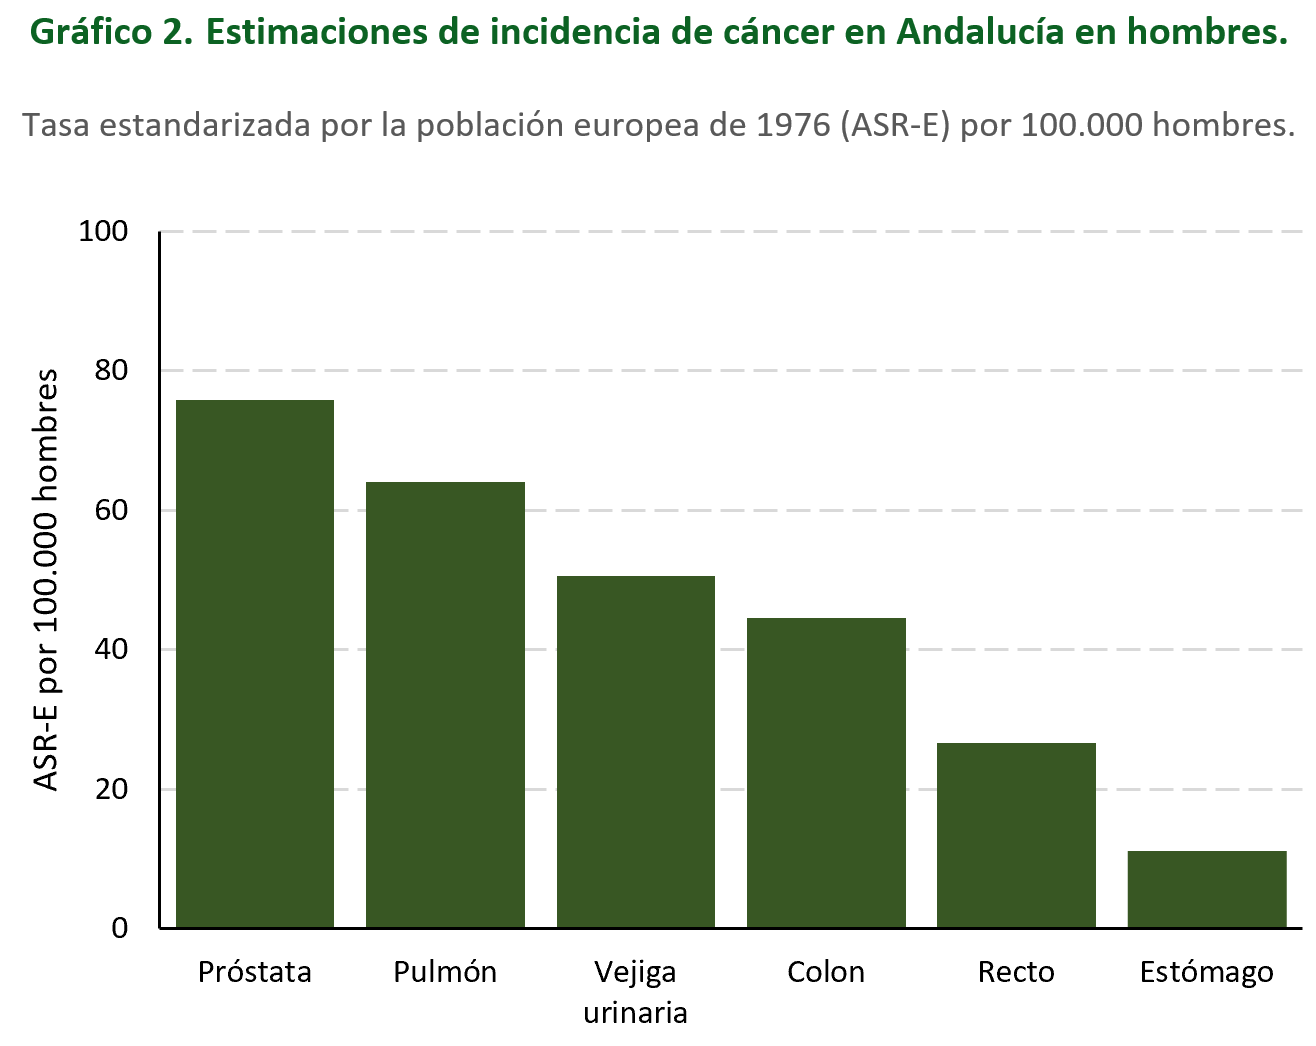 Gráfico 2. Estimaciones de incidencia de cáncer en Andalucía en hombres.
Tasa estandarizada por la población europea de 1976 (ASR-E) por 100.000 hombres.
ASR-E por 100.000 hombres
100
80
60
40
20
0
Próstata
Pulmón
Vejiga
urinaria
Colon
Recto
Estómago